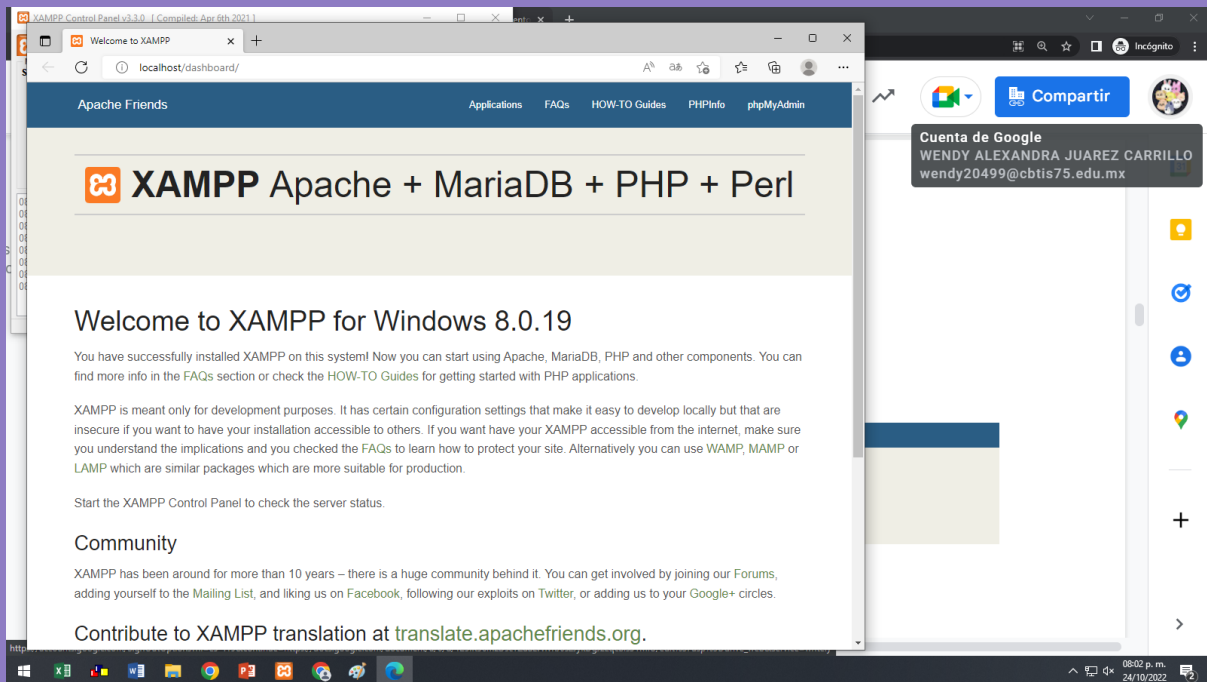 XAMPP Control Panel v3.3.0 [ Compiled: Apr 6th 2021 ]
Welcome to XAMPP
localhost/dashboard/
Incógnito
Apache Friends
Applications FAQs HOW-TO Guides PHPInfo phpMyAdmin
Compartir
Cuenta de Google
WENDY ALEXANDRA JUAREZ CARRILLO
wendy20499@cbtis75.edu.mx
XAMPP Apache + MariaDB + PHP + Perl
Welcome to XAMPP for Windows 8.0.19
You have successfully installed XAMPP on this system! Now you can start using Apache, MariaDB, PHP and other components. You can
find more info in the FAQs section or check the HOW-TO Guides for getting started with PHP applications.
XAMPP is meant only for development purposes. It has certain configuration settings that make it easy to develop locally but that are
insecure if you want to have your installation accessible to others. If you want have your XAMPP accessible from the internet, make sure
you understand the implications and you checked the FAQs to learn how to protect your site. Alternatively you can use WAMP, MAMP or
LAMP which are similar packages which are more suitable for production.
Start the XAMPP Control Panel to check the server status.
Community
XAMPP has been around for more than 10 years – there is a huge community behind it. You can get involved by joining our Forums,
adding yourself to the Mailing List, and liking us on Facebook, following our exploits on Twitter, or adding us to your Google+ circles.
Contribute to XAMPP translation at translate.apachefriends.org.
08:02 p. m.
24/10/2022